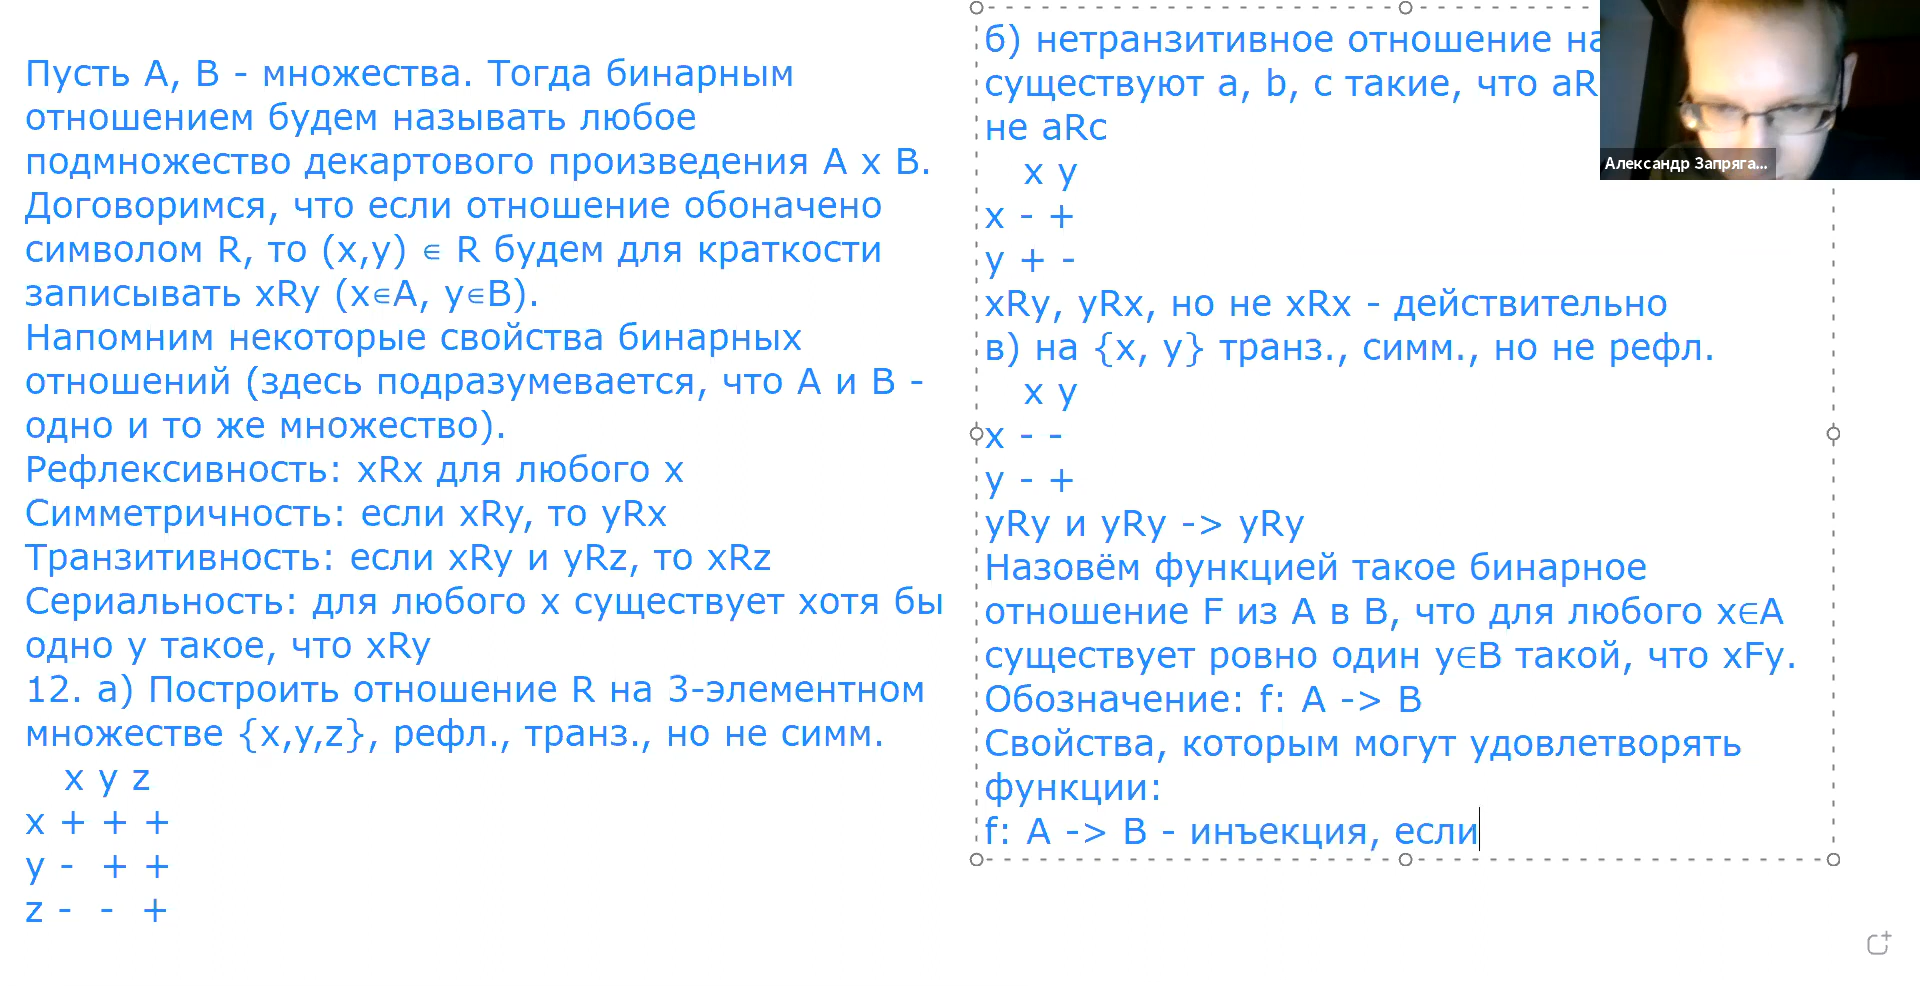 Пусть A, B - множества. Тогда бинарным
отношением будем называть любое
подмножество декартового произведения A x B.
Договоримся, что если отношение обоначено
символом R, то (x,y) ∈ R будем для краткости
записывать xRy (x∈A, y∈B).
Напомним некоторые свойства бинарных
отношений (здесь подразумевается, что A и B -
одно и то же множество).
Рефлексивность: xRx для любого x
Симметричность: если xRy, то yRx
Транзитивность: если xRy и yRz, то xRz
Сериальность: для любого x существует хотя бы
одно y такое, что xRy
12. а) Построить отношение R на 3-элементном
множестве {x,y,z}, рефл., транз., но не симм.
x y z
x + + +
y - + +
z - - +
б) нетранзитивное отношение на
существуют a, b, c такие, что aR
не aRc
x y
x - +
y + -
xRy, yRx, но не xRx - действительно
в) на {x, y} транз., симм., но не рефл.
x y
x - -
y - +
yRy и yRy -> yRy
Назовём функцией такое бинарное
отношение F из A в B, что для любого x∈A
существует ровно один y∈B такой, что xFy.
Обозначение: f: A -> B
Свойства, которым могут удовлетворять
функции:
f: A -> B - инъекция, если
Александр Запряга...